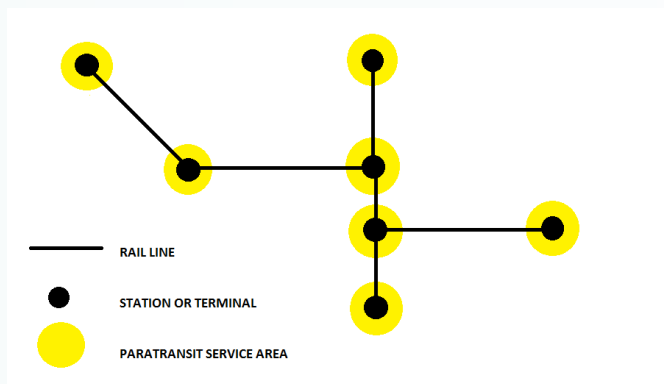 RAIL LINE
STATION OR TERMINAL
PARATRANSIT SERVICE AREA